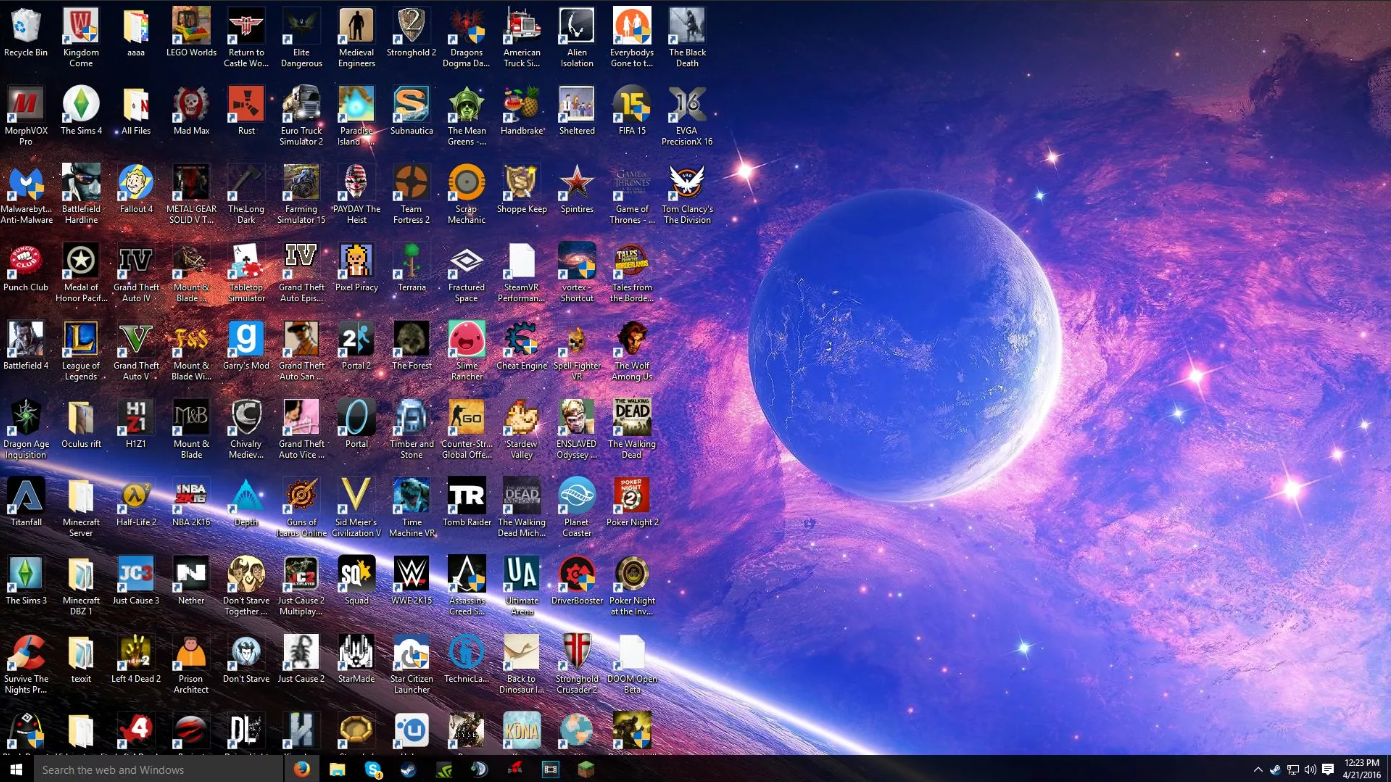 Recycle Bin
Kingdom
Come
aaaa
LEGO Worlds
Return to
Castle Wo...
Elite
Dangerous
Medieval
Engineers
Stronghold 2
Dragons
Dogma Da...
American
Truck Si...
Alien
Isolation
Everybodys
Gone to t...
The Black
Death
MorphVOX
Pro
The Sims 4
All Files
Mad Max
Rust
Euro Truck
Simulator 2
Paradise
Island - ...
Subnautica
The Mean
Greens -...
Handbrake
Sheltered
FIFA 15
EVGA
PrecisionX 16
Malwarebyt...
Anti-Malware
Battlefield
Hardline
Fallout 4
METAL GEAR
SOLID V T...
The Long
Dark
Farming
Simulator 15
PAYDAY The
Heist
Team
Fortress 2
Scrap
Mechanic
Shoppe Keep
Spintires
Game of
Thrones - ...
Tom Clancy's
The Division
Punch Club
Medal of
Honor Pacif...
Grand Theft
Auto IV
Mount &
Blade ...
Tabletop
Simulator
Grand Theft
Auto Epis...
Pixel Piracy
Terraria
Fractured
Space
SteamVR
Performan...
vortex -
Shortcut
Tales from
the Borde...
Battlefield 4
League of
Legends
Grand Theft
Auto V
Mount &
Blade Wi...
Garry's Mod
Grand Theft
Auto San ...
Portal 2
The Forest
Slime
Rancher
Cheat Engine
Spell Fighter
VR
The Wolf
Among Us
Dragon Age
Inquisition
Oculus rift
H1Z1
Mount &
Blade
Chivalry
Mediev...
Grand Theft
Auto Vice ...
Portal
Timber and
Stone
Counter-Str...
Global Offe...
Stardew
Valley
ENSLAVED
Odyssey ...
The Walking
Dead
Titanfall
Minecraft
Server
Half-Life 2
NBA 2K16
Depth
Guns of
Icarus Online
Sid Meier's
Civilization V
Time
Machine VR
Tomb Raider
The Walking
Dead Mich...
Planet
Coaster
Poker Night 2
The Sims 3
Minecraft
DBZ 1
Just Cause 3
Nether
Don't Starve
Together ...
Just Cause 2
Multiplay...
Squad
WWE 2K15
Assassins
Creed S...
Ultimate
Arena
DriverBooster
Poker Night
at the Inv...
Survive The
Nights Pr...
texit
Left 4 Dead 2
Prison
Architect
Don't Starve
Just Cause 2
StarMade
Star Citizen
Launcher
TechnicLa...
Back to
Dinosaur I...
Stronghold
Crusader 2
DOOM Open
Beta
KONA
Search the web and Windows
12:23 PM
4/21/2016